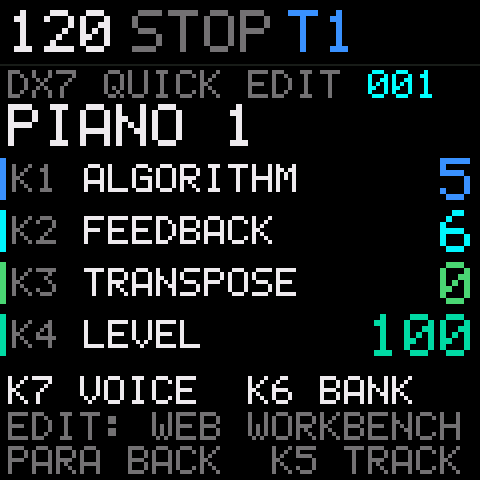 120 STOP T1
DX7 QUICK EDIT 001
PIANO 1
K1 ALGORITHM 5
K2 FEEDBACK 6
K3 TRANSPOSE 0
K4 LEVEL 100
K7 VOICE K6 BANK
EDIT: WEB WORKBENCH
PARA BACK K5 TRACK